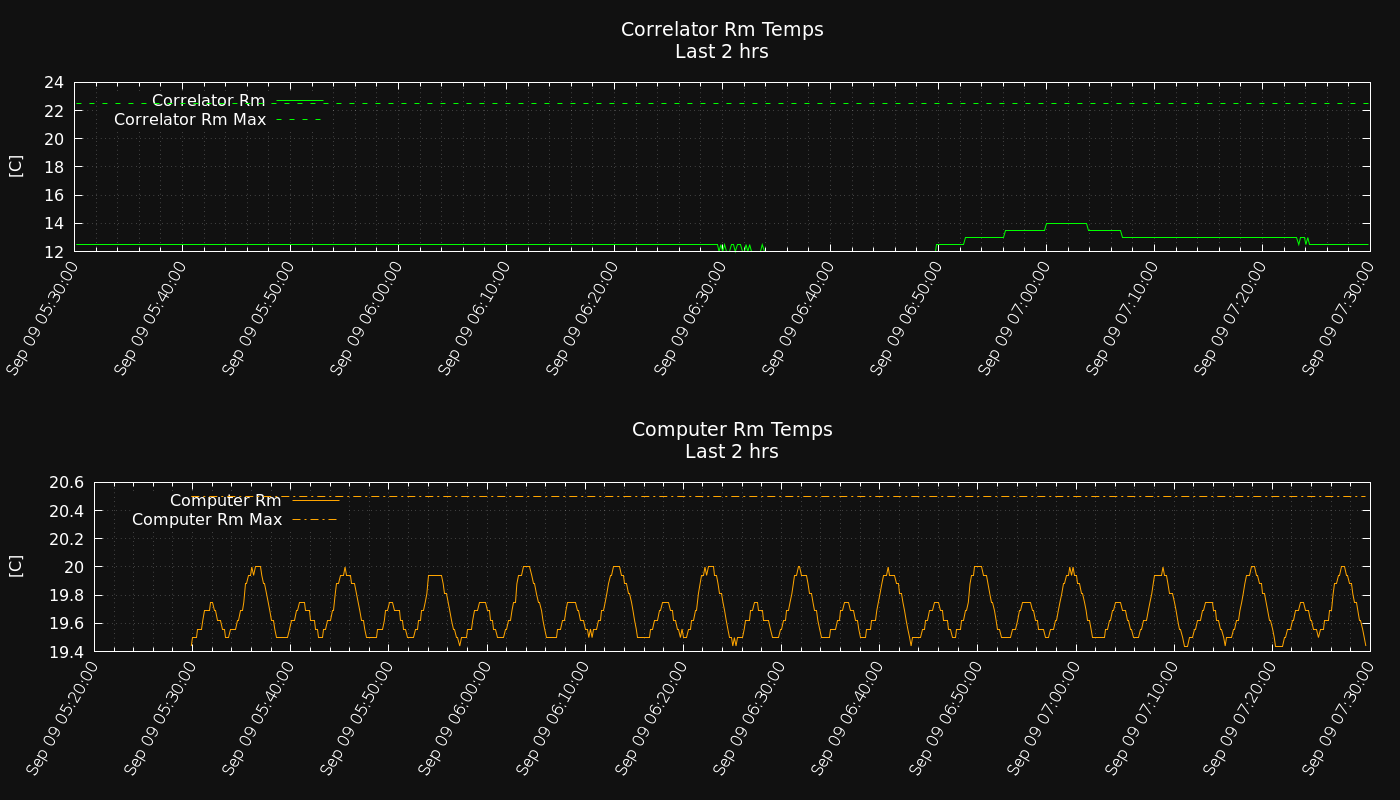 Correlator Rm Temps
Last 2 hrs
24
22
20
18
16
14
12
[C]
Correlator Rm
Correlator Rm Max
Sep 09 05:30:00
Sep 09 05:40:00
Sep 09 05:50:00
Sep 09 06:00:00
Sep 09 06:10:00
Sep 09 06:20:00
Sep 09 06:30:00
Sep 09 06:40:00
Sep 09 06:50:00
Sep 09 07:00:00
Sep 09 07:10:00
Sep 09 07:20:00
Sep 09 07:30:00
Computer Rm Temps
Last 2 hrs
20.6
20.4
20.2
20
19.8
19.6
19.4
[C]
Computer Rm
Computer Rm Max
Sep 09 05:20:00
Sep 09 05:30:00
Sep 09 05:40:00
Sep 09 05:50:00
Sep 09 06:00:00
Sep 09 06:10:00
Sep 09 06:20:00
Sep 09 06:30:00
Sep 09 06:40:00
Sep 09 06:50:00
Sep 09 07:00:00
Sep 09 07:10:00
Sep 09 07:20:00
Sep 09 07:30:00